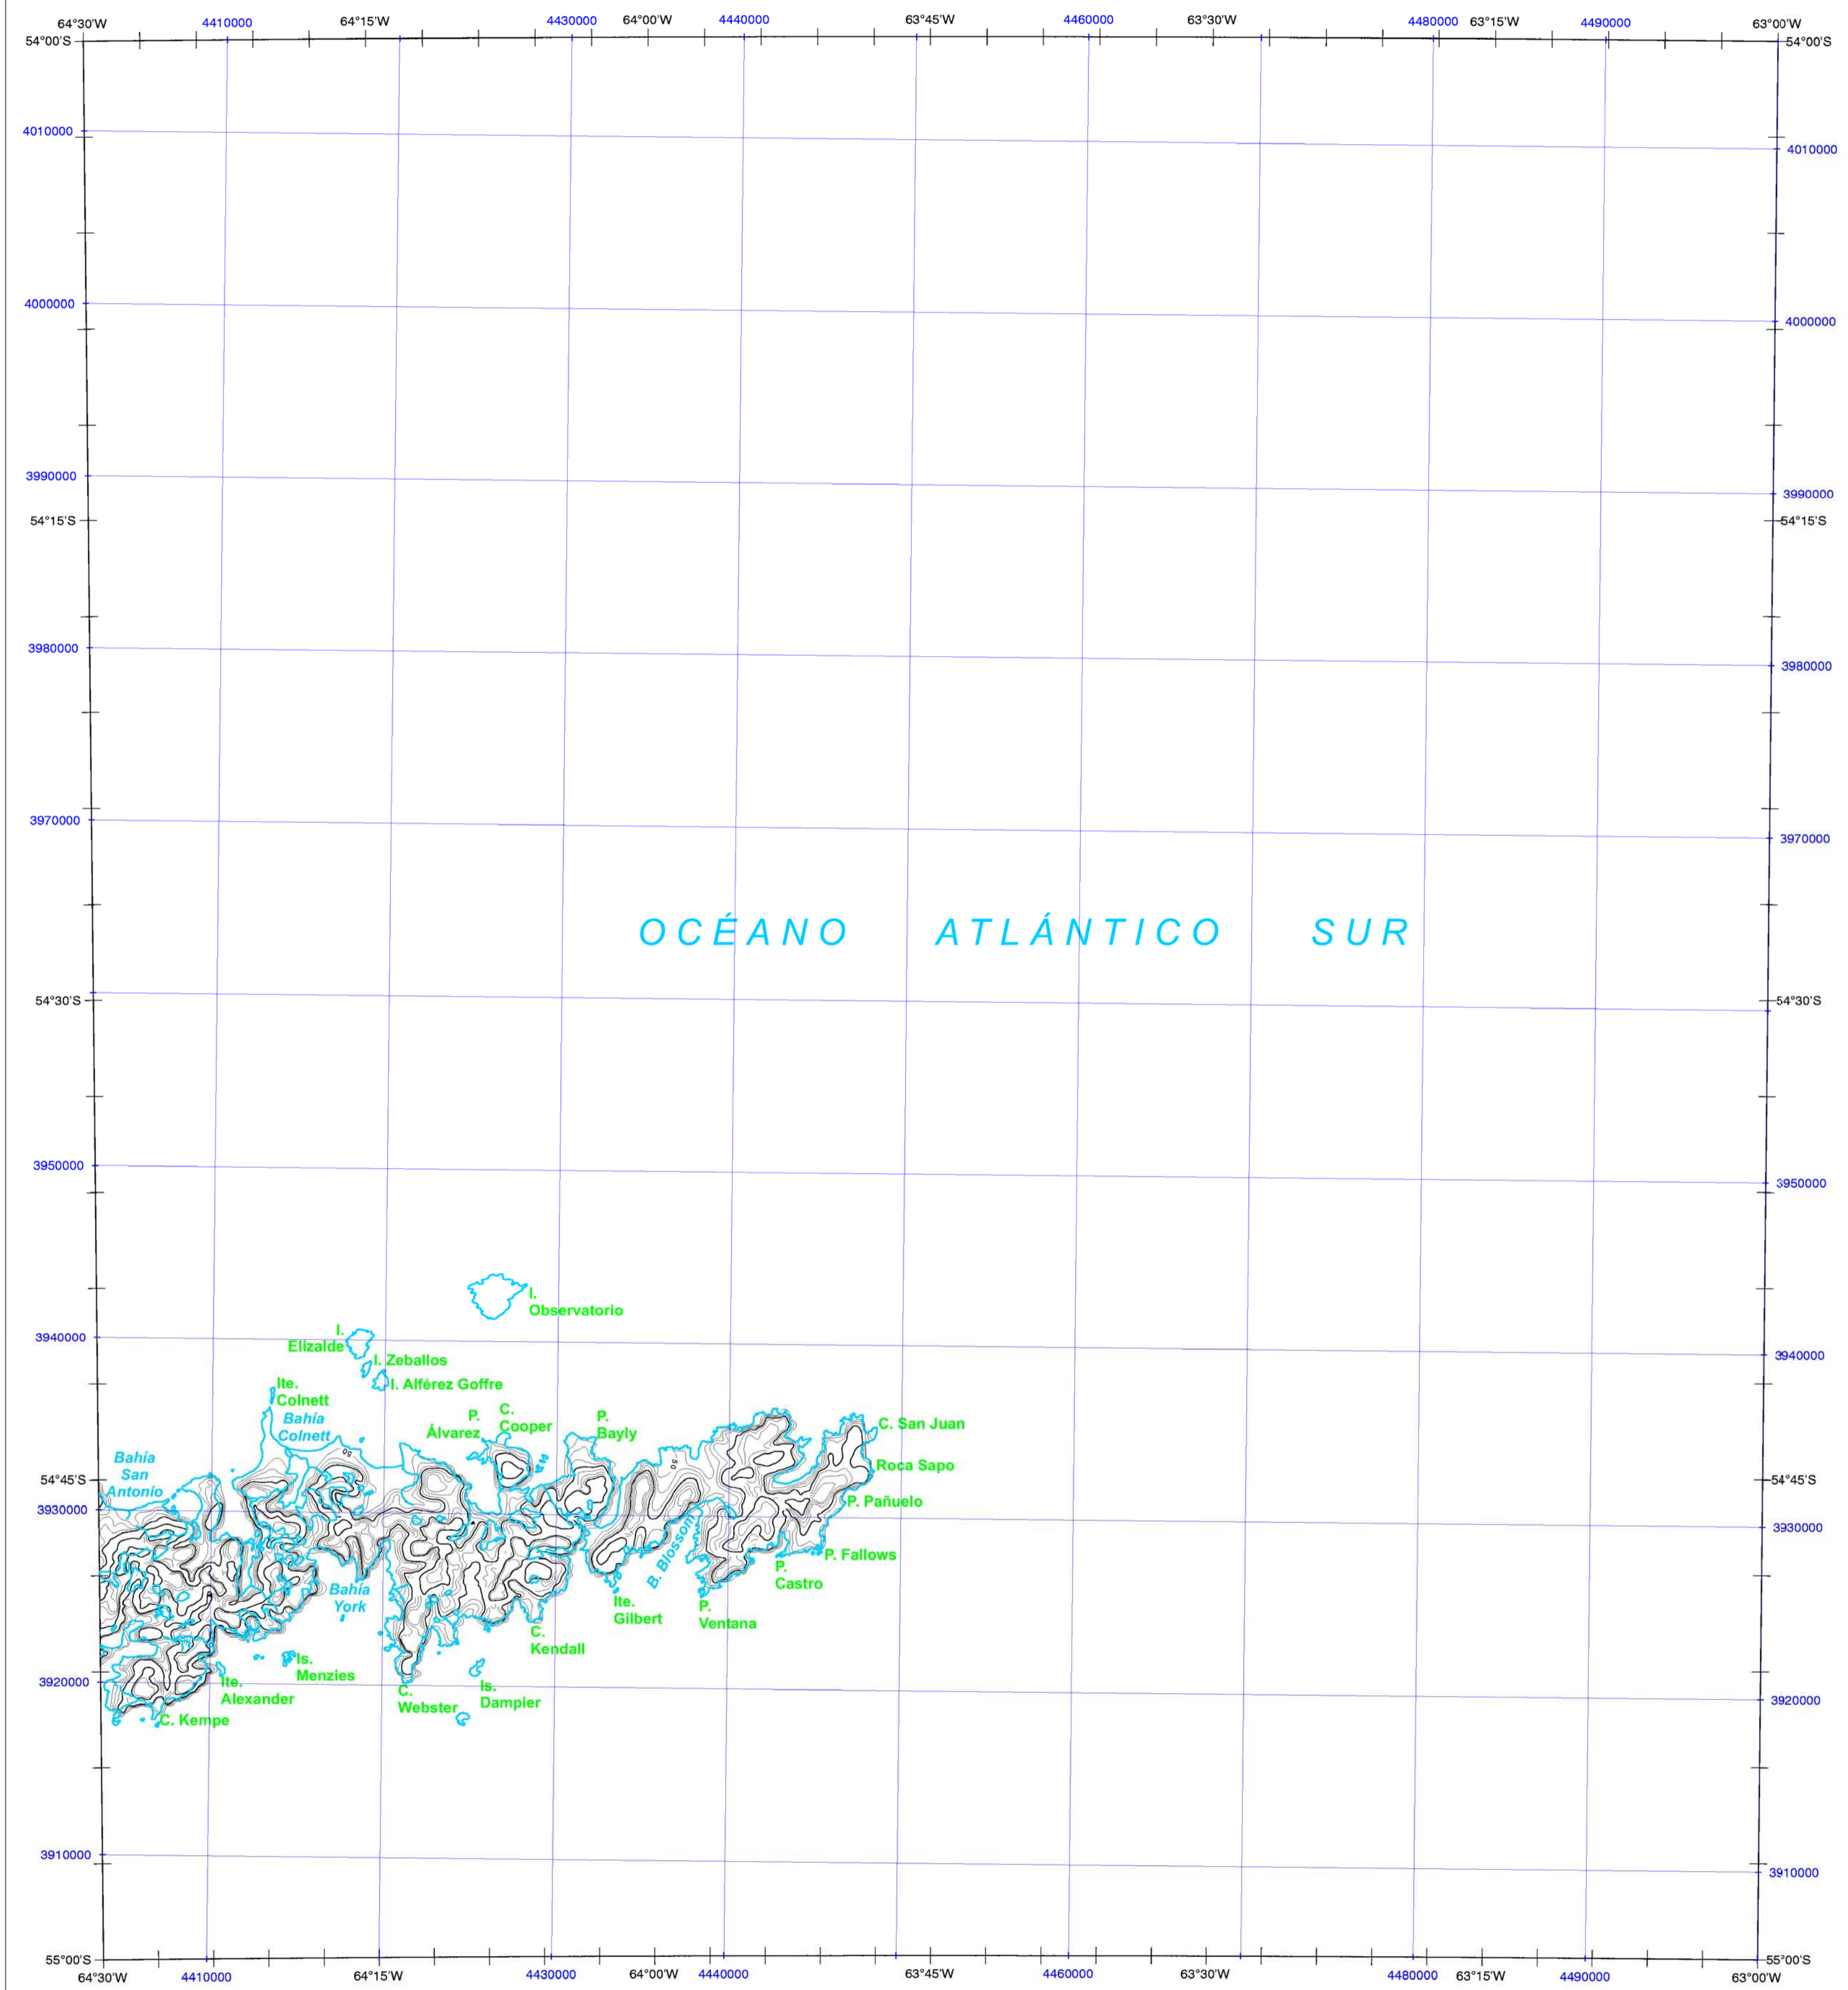 64°30'W 4410000 64°15'W 4430000 64°00'W 4440000 63°45'W 4460000 63°30'W 4480000 63°15'W 4490000 63°00'W
54°00'S 54°00'S
4010000 4010000
4000000 4000000
3990000 3990000
54°15'S 54°15'S
3980000 3980000
3970000 3970000
OCÉANO ATLÁNTICO SUR
54°30'S 54°30'S
3950000 3950000
I.
Observatorio
3940000 3940000
I.
Elizalde
I. Zeballos
I. Alférez Goffre
Ite.
Colnett
Bahía
Colnett
P.
Álvarez
C.
Cooper
P.
Bayly
C. San Juan
50
50
Bahía
San
Antonio
Roca Sapo
54°45'S 54°45'S
P. Pañuelo
3930000 3930000
B. Blossom
P. Fallows
P.
Castro
Bahía
York
Ite.
Gilbert
P.
Ventana
C.
Kendall
Is.
Menzies
3920000 3920000
Ite.
Alexander
C.
Webster
Is.
Dampier
C. Kempe
3910000 3910000
55°00'S 55°00'S
64°30'W 4410000 64°15'W 4430000 64°00'W 4440000 63°45'W 4460000 63°30'W 4480000 63°15'W 4490000 63°00'W